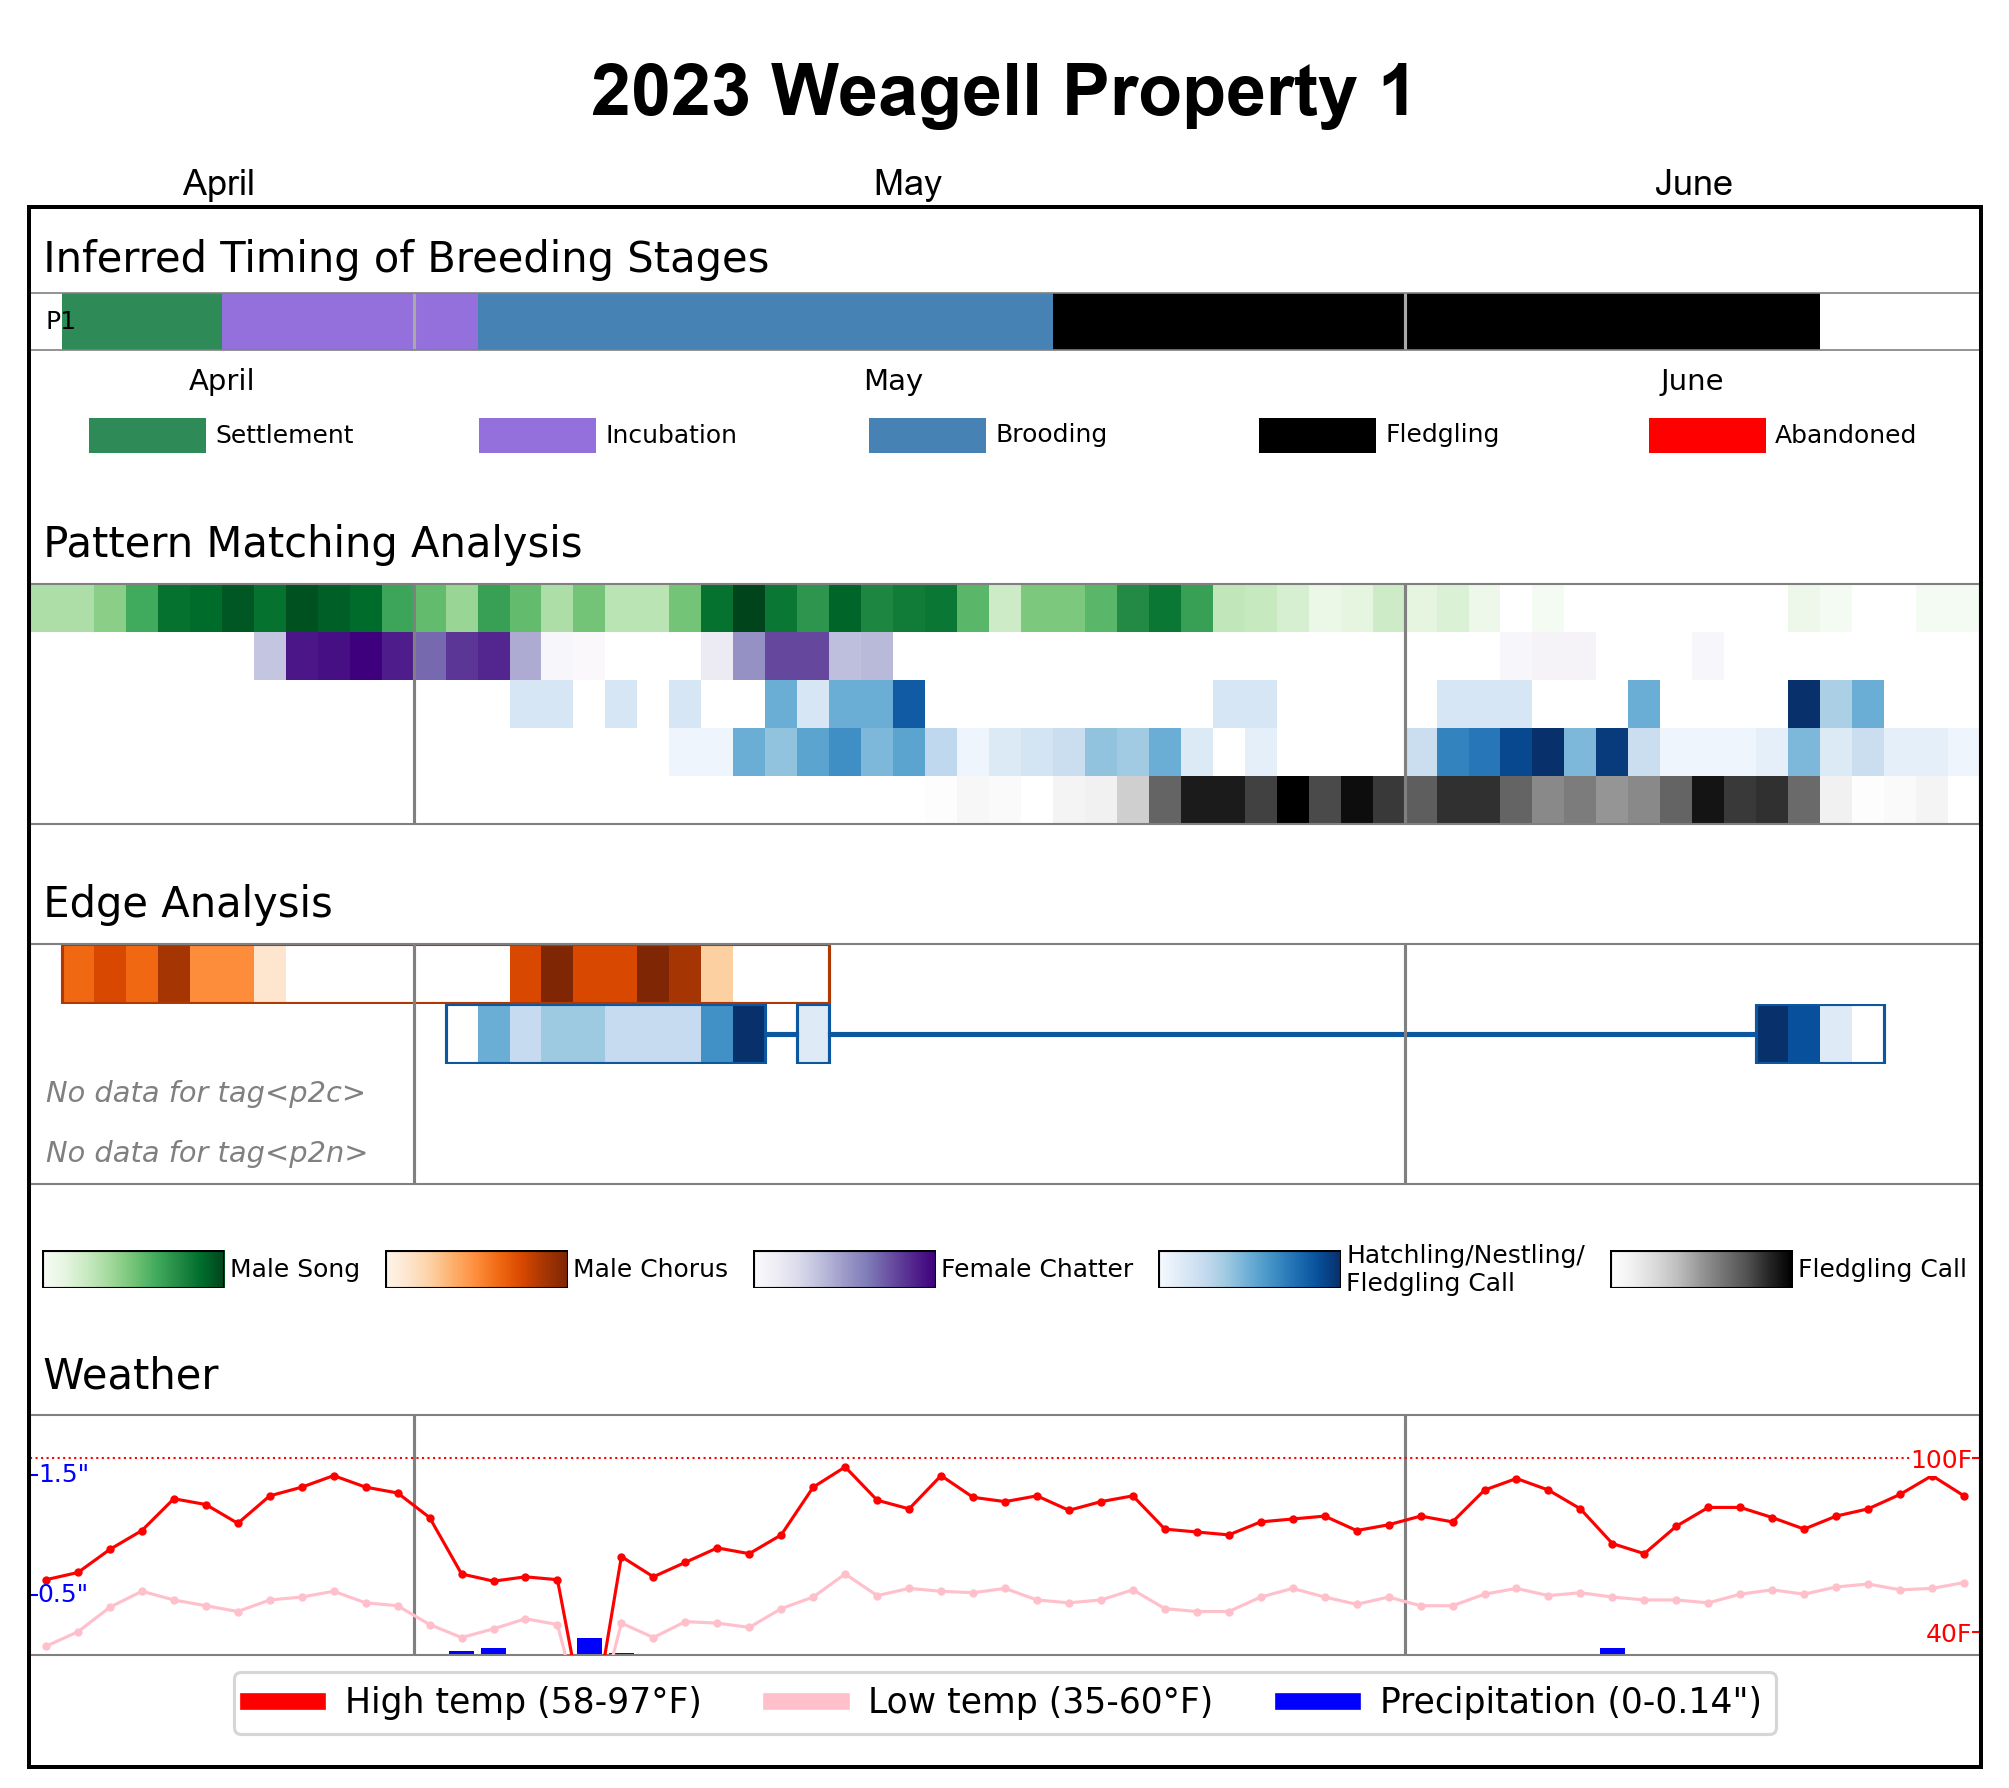 2023 Weagell Property 1
April May June
Inferred Timing of Breeding Stages
P1
April May June
Settlement Incubation Brooding Fledgling Abandoned
Pattern Matching Analysis
Edge Analysis
No data for tag<p2c>
No data for tag<p2n>
Male Song Male Chorus Female Chatter Hatchling/Nestling/
Fledgling Call Fledgling Call
Weather
1.5" 100F
0.5" 40F
High temp (58-97°F) Low temp (35-60°F) Precipitation (0-0.14")